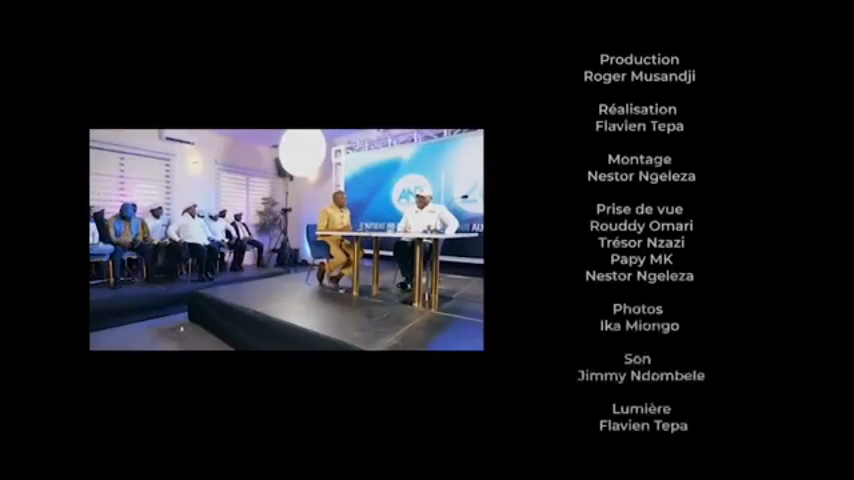 Production
Roger Musandji
Réalisation
Flavien Tepa
Montage
Nestor Ngeleza
Prise de vue
Rouddy Omari
Trésor Nzazi
Papy MK
Nestor Ngeleza
Photos
Ika Miongo
Son
Jimmy Ndombele
Lumière
Flavien Tepa